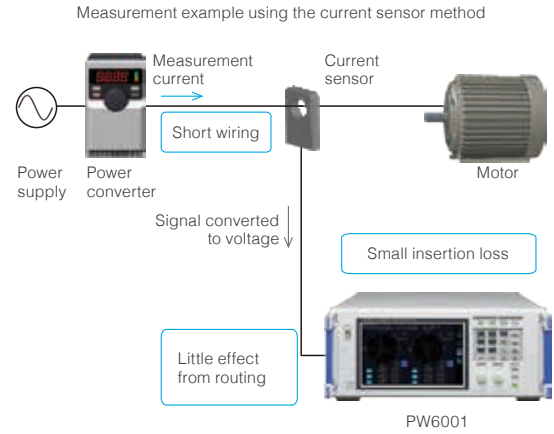 Measurement example using the current sensor method
Measurement
current
Current
sensor
Short wiring
Power
supply
Power
converter
Motor
Signal converted
to voltage
Small insertion loss
Little effect
from routing
PW6001